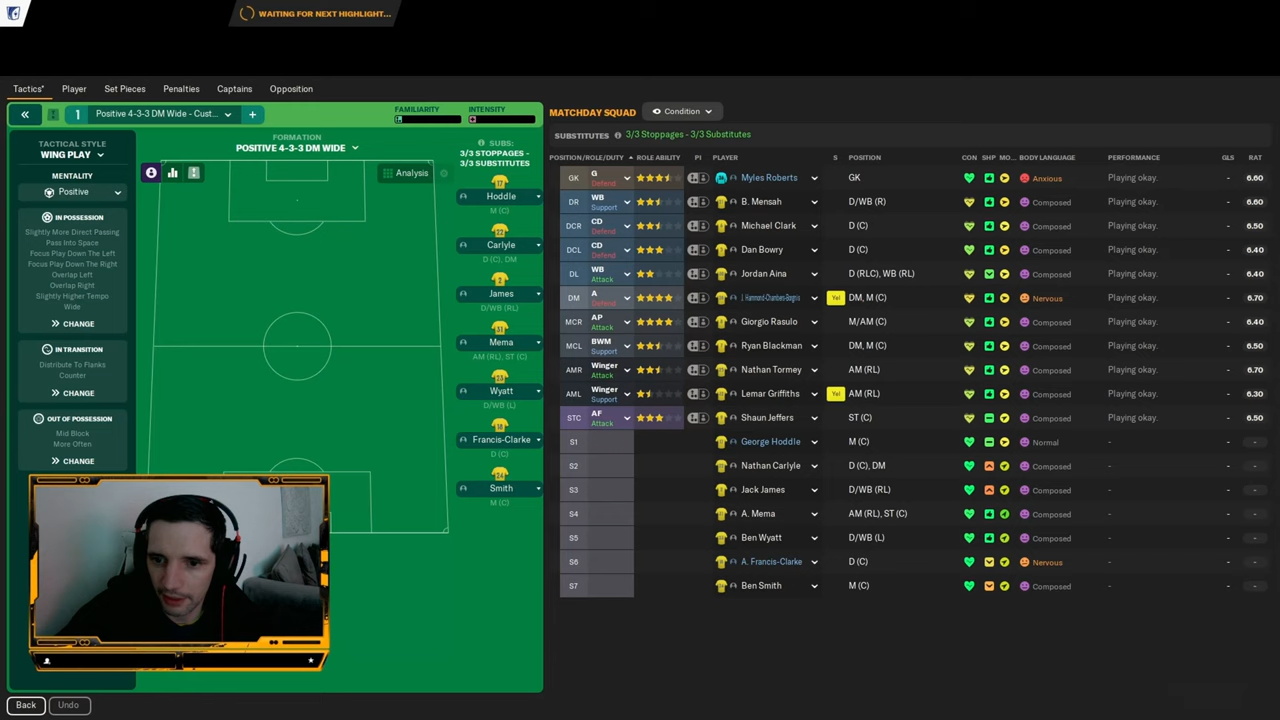 WAITING FOR NEXT HIGHLIGHT...
Tactics* Player Set Pieces Penalties Captains Opposition
1 Positive 4-3-3 DM Wide - Cust... FAMILIARITY INTENSITY
TACTICAL STYLE
WING PLAY
MENTALITY
Positive
IN POSSESSION
Slightly More Direct Passing
Pass Into Space
Focus Play Down The Left
Focus Play Down The Right
Overlap Left
Overlap Right
Slightly Higher Tempo
Wide
CHANGE
IN TRANSITION
Distribute To Flanks
Counter
CHANGE
OUT OF POSSESSION
Mid Block
More Often
CHANGE
FORMATION
POSITIVE 4-3-3 DM WIDE
Analysis
SUBS:
3/3 STOPPAGES -
3/3 SUBSTITUTES
17
Hoddle
M (C)
22
Carlyle
D (C), DM
2
James
D/WB (RL)
31
Mema
AM (RL), ST (C)
23
Wyatt
D/WB (L)
18
Francis-Clarke
D (C)
24
Smith
M (C)
MATCHDAY SQUAD Condition
SUBSTITUTES 3/3 Stoppages - 3/3 Substitutes
POSITION/ROLE/DUTY ROLE ABILITY PI PLAYER S POSITION CON SHP MO... BODY LANGUAGE PERFORMANCE GLS RAT
GK G Defend Myles Roberts GK Anxious Playing okay. - 6.60
DR WB Support B. Mensah D/WB (R) Composed Playing okay. - 6.60
DCR CD Defend Michael Clark D (C) Composed Playing okay. - 6.50
DCL CD Defend Dan Bowry D (C) Composed Playing okay. - 6.40
DL WB Attack Jordan Aina D (RLC), WB (RL) Composed Playing okay. - 6.40
DM A Defend Yel DM, M (C) Nervous Playing okay. - 6.70
MCR AP Attack Giorgio Rasulo M/AM (C) Composed Playing okay. - 6.40
MCL BWM Support Ryan Blackman DM, M (C) Composed Playing okay. - 6.50
AMR Winger Attack Nathan Tormey AM (RL) Composed Playing okay. - 6.70
AML Winger Support Lemar Griffiths Yel AM (RL) Composed Playing okay. - 6.30
STC AF Attack Shaun Jeffers ST (C) Composed Playing okay. - 6.50
S1 George Hoddle M (C) Normal - - -
S2 Nathan Carlyle D (C), DM Composed - - -
S3 Jack James D/WB (RL) Composed - - -
S4 A. Mema AM (RL), ST (C) Composed - - -
S5 Ben Wyatt D/WB (L) Composed - - -
S6 A. Francis-Clarke D (C) Nervous - - -
S7 Ben Smith M (C) Composed - - -
Back Undo